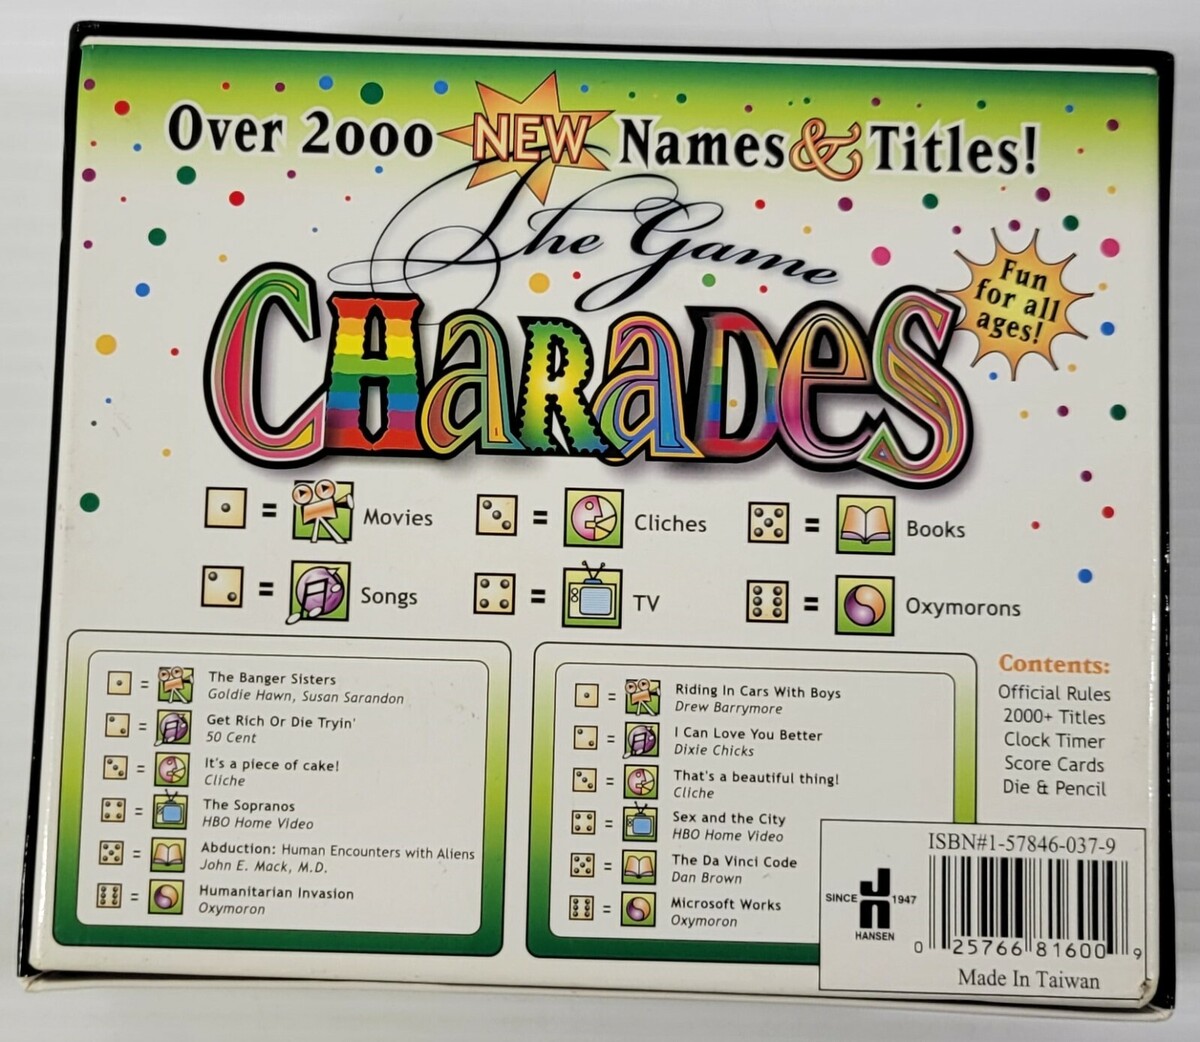 Over 2000 NEW Names & Titles!
The Game
CHARADES
Fun
for all
ages!
= Movies
= Cliches
= Books
= Songs
= TV
= Oxymorons
= The Banger Sisters
Goldie Hawn, Susan Sarandon
= Get Rich Or Die Tryin'
50 Cent
= It's a piece of cake!
Cliche
= The Sopranos
HBO Home Video
= Abduction: Human Encounters with Aliens
John E. Mack, M.D.
= Humanitarian Invasion
Oxymoron
= Riding In Cars With Boys
Drew Barrymore
= I Can Love You Better
Dixie Chicks
= That's a beautiful thing!
Cliche
= Sex and the City
HBO Home Video
= The Da Vinci Code
Dan Brown
= Microsoft Works
Oxymoron
Contents:
Official Rules
2000+ Titles
Clock Timer
Score Cards
Die & Pencil
ISBN#1-57846-037-9
SINCE 1947
HANSEN
0 25766 81600 9
Made In Taiwan